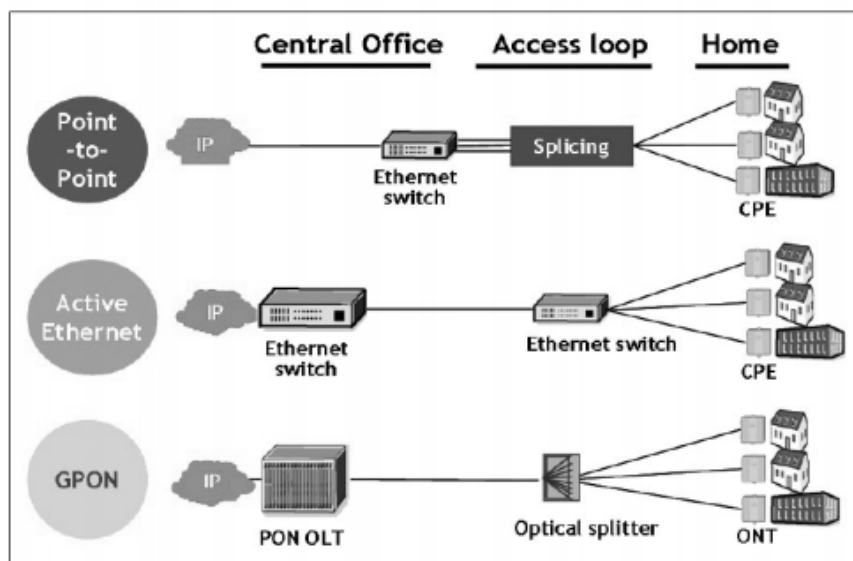 Central Office Access loop Home
Point
-to-
Point
IP
Splicing
Ethernet
switch
CPE
Active
Ethernet
IP
Ethernet
switch
Ethernet switch
CPE
GPON
IP
PON OLT
Optical splitter
ONT